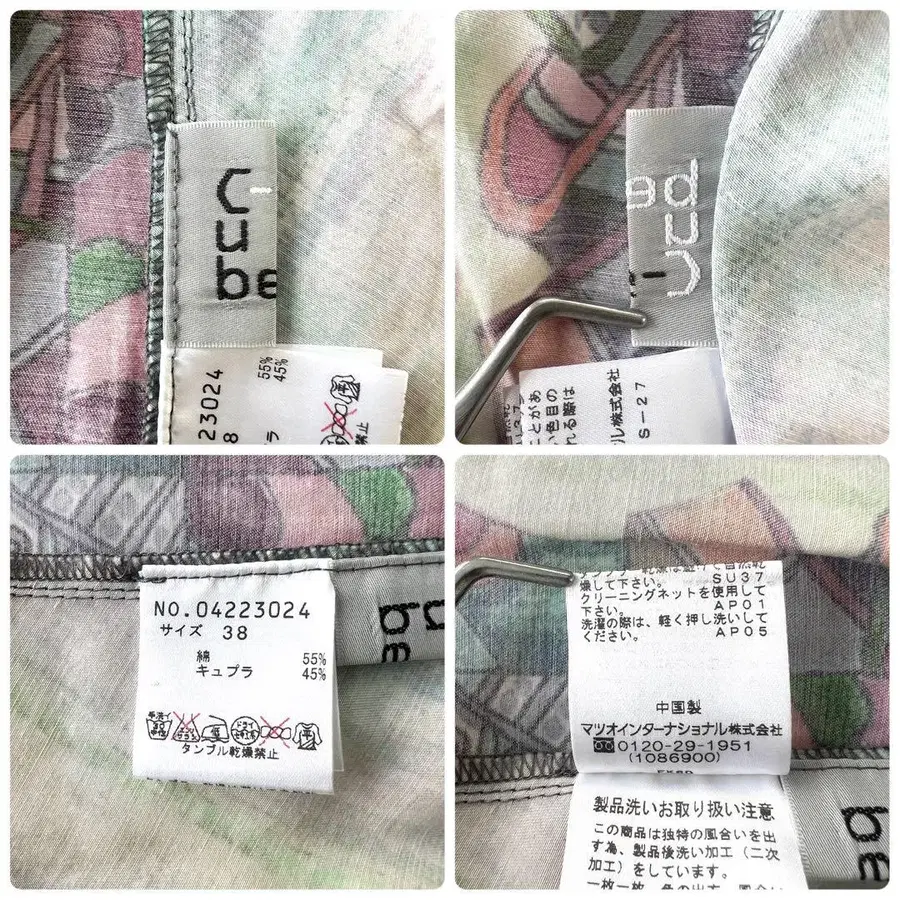 Cu
be
23024
8
ラ
55%
45%
禁止
ことがあ
い色目の
れる際は
ル株式会社
S-27
NO.04223024
サイズ 38
綿 55%
キュプラ 45%
タンブル乾燥禁止
燥して下さい。 SU37
クリーニングネットを使用して
下さい。 AP01
洗濯の際は、軽く押し洗いして
ください。 AP05
中国製
マツオインターナショナル株式会社
0120-29-1951
(1086900)
製品洗いお取り扱い注意
この商品は独特の風合いを出
す為、製品後洗い加工(二次
加工)をしています。